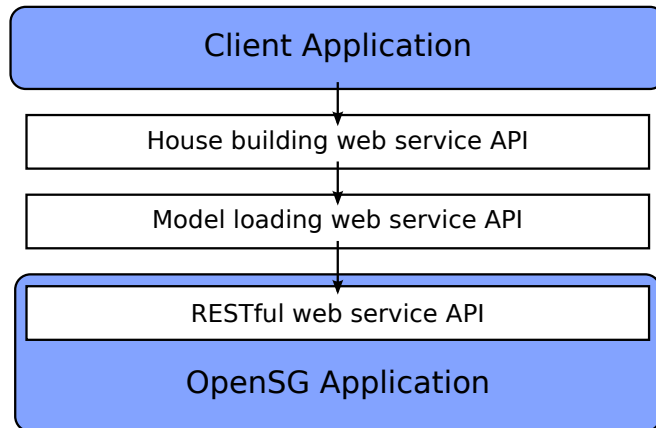 Client Application
House building web service API
Model loading web service API
RESTful web service API
OpenSG Application